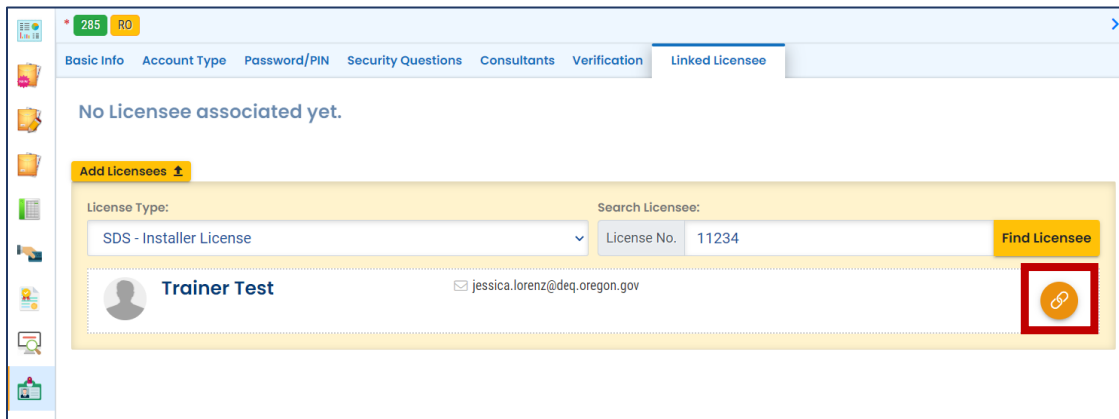 * 285 RO
Basic Info Account Type Password/PIN Security Questions Consultants Verification Linked Licensee
No Licensee associated yet.
Add Licensees
License Type: Search Licensee:
SDS - Installer License License No. 11234 Find Licensee
Trainer Test jessica.lorenz@deq.oregon.gov